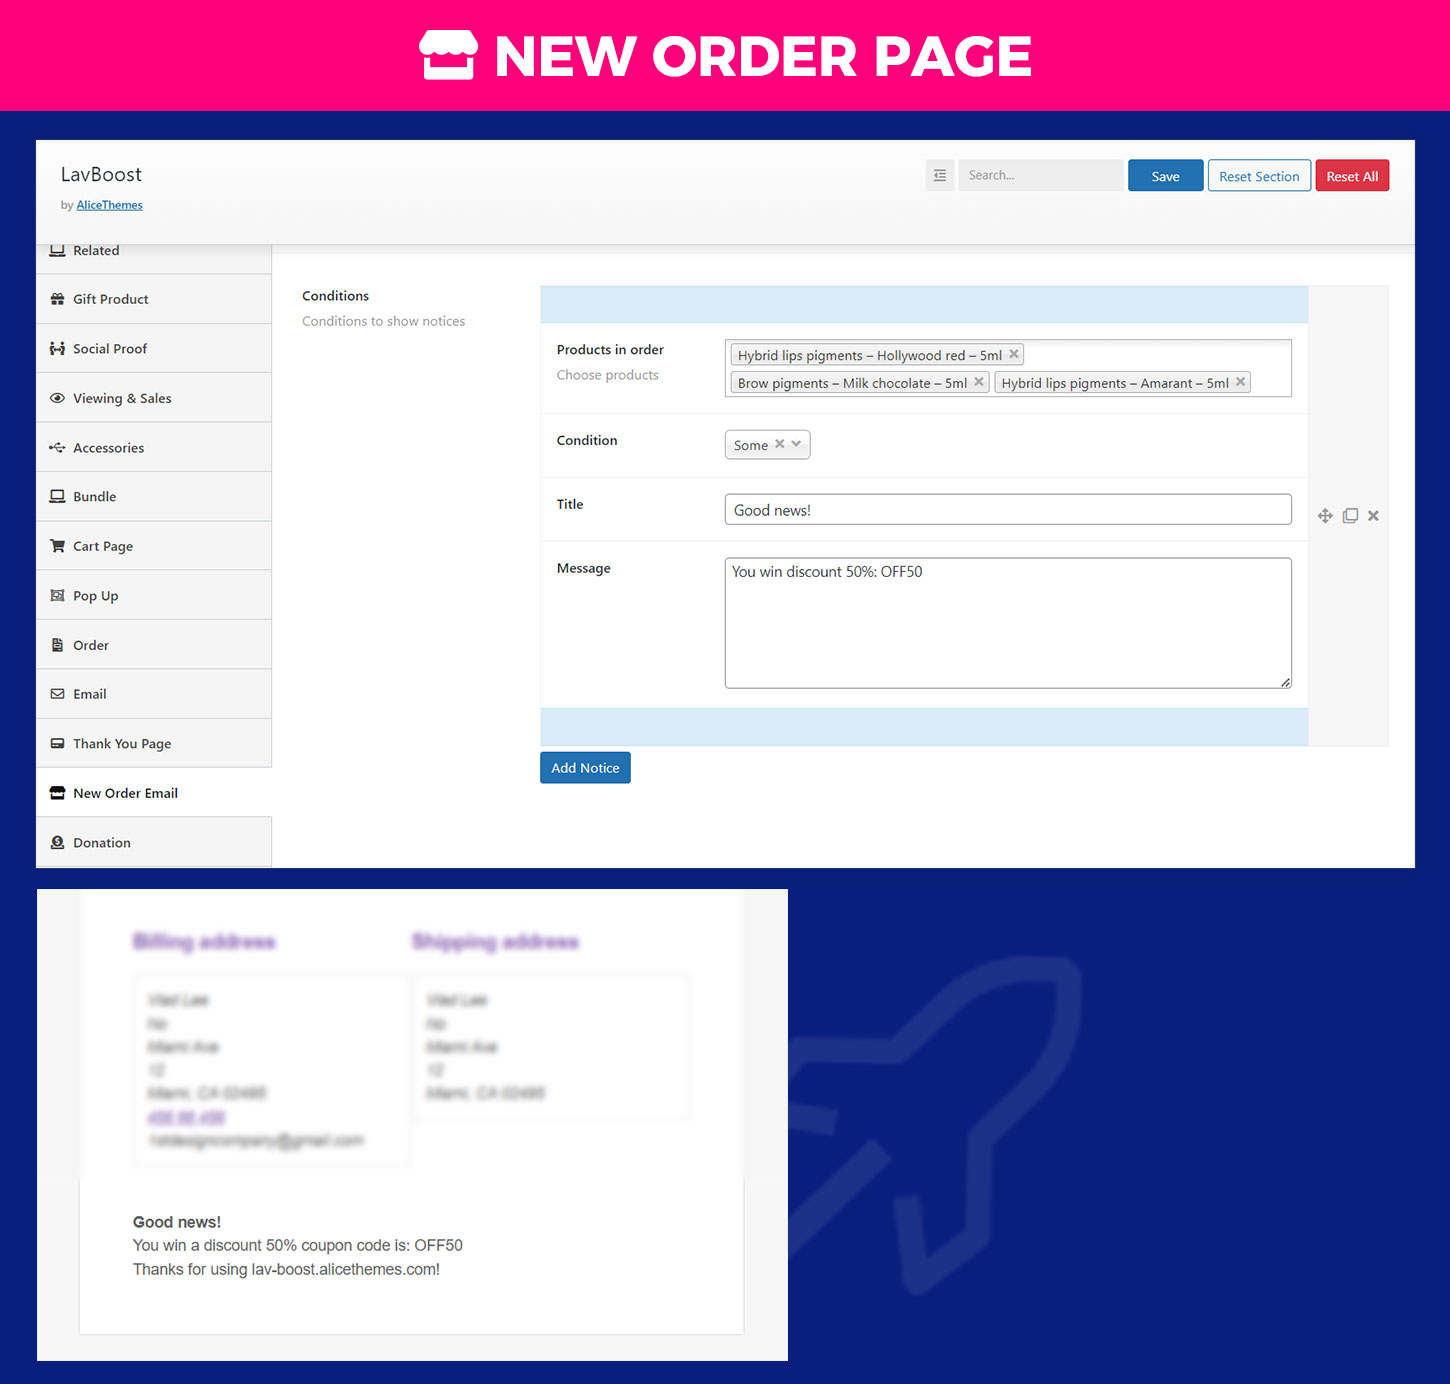 NEW ORDER PAGE
LavBoost
by AliceThemes
Search...
Save
Reset Section
Reset All
Related
Gift Product
Social Proof
Viewing & Sales
Accessories
Bundle
Cart Page
Pop Up
Order
Email
Thank You Page
New Order Email
Donation
Conditions
Conditions to show notices
Products in order
Choose products
Hybrid lips pigments – Hollywood red – 5ml
Brow pigments – Milk chocolate – 5ml
Hybrid lips pigments – Amarant – 5ml
Condition
Some
Title
Good news!
Message
You win discount 50%: OFF50
Add Notice
Billing address
Shipping address
Good news!
You win a discount 50% coupon code is: OFF50
Thanks for using lav-boost.alicethemes.com!